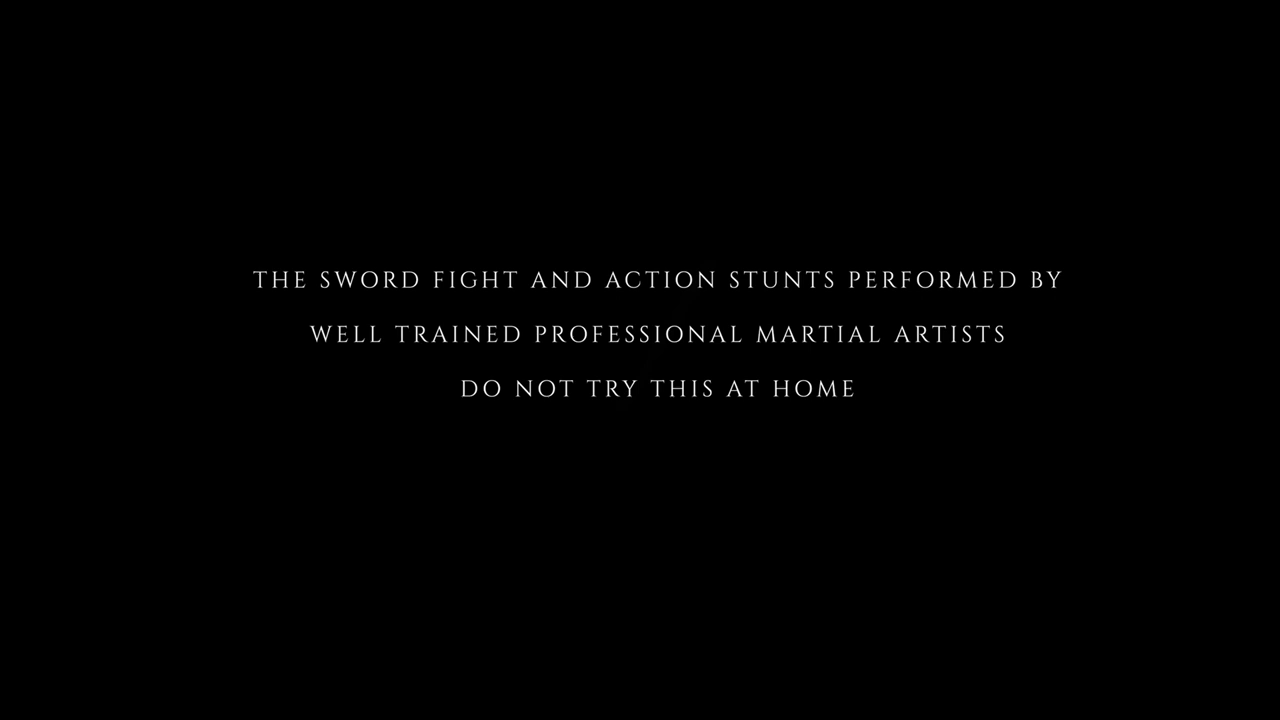 THE SWORD FIGHT AND ACTION STUNTS PERFORMED BY
WELL TRAINED PROFESSIONAL MARTIAL ARTISTS
DO NOT TRY THIS AT HOME